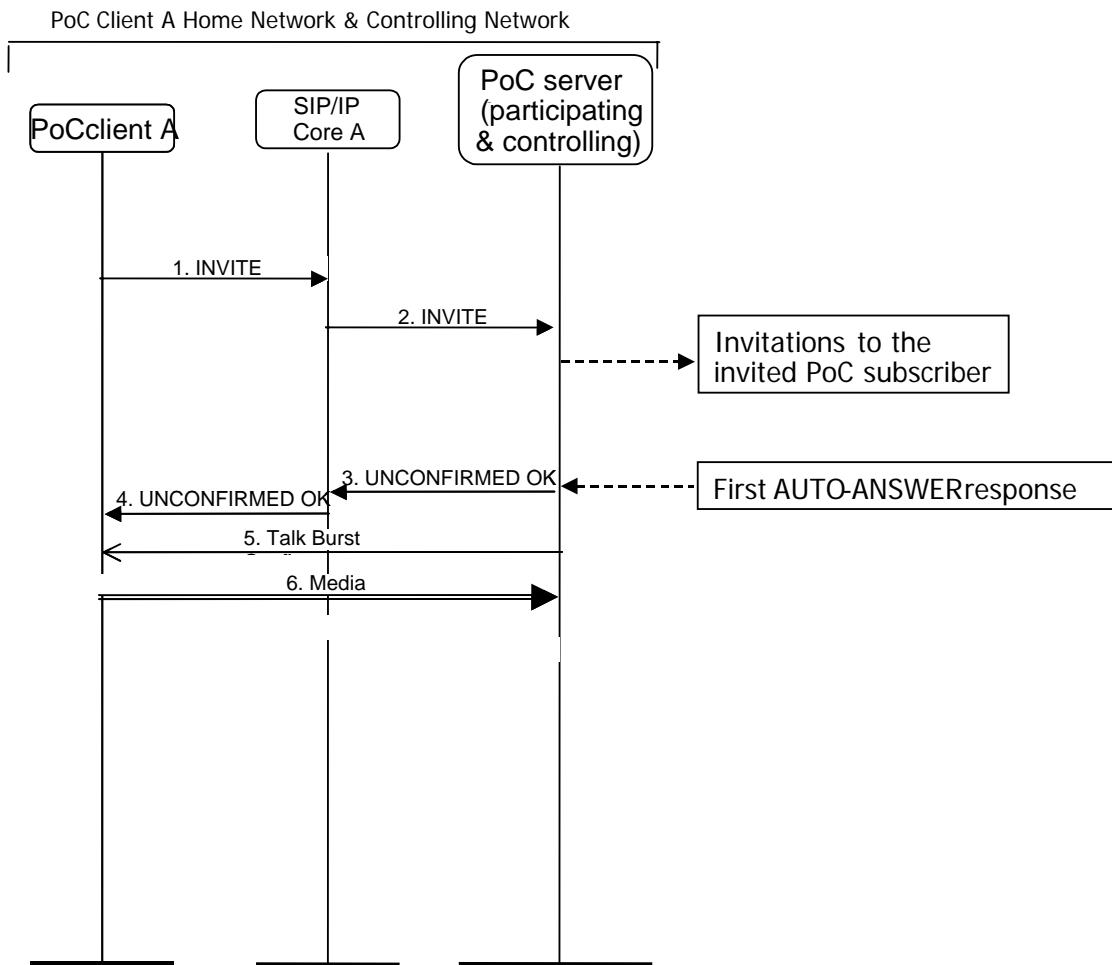 PoC Client A Home Network & Controlling Network
PoCclient A
SIP/IP
Core A
PoC server
(participating
& controlling)
1. INVITE
2. INVITE
Invitations to the
invited PoC subscriber
3. UNCONFIRMED OK
4. UNCONFIRMED OK
First AUTO-ANSWERresponse
5. Talk Burst
6. Media